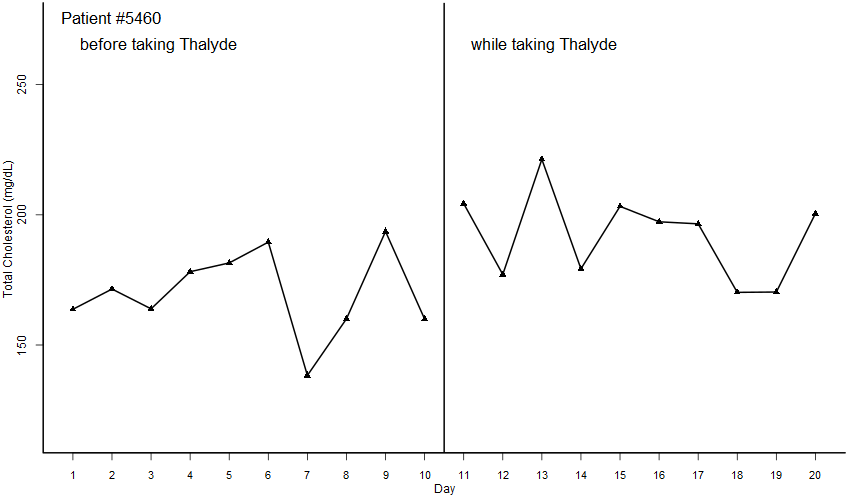 Patient #5460
before taking Thalyde
while taking Thalyde
Total Cholesterol (mg/dL)
250
200
150
1 2 3 4 5 6 7 8 9 10 11 12 13 14 15 16 17 18 19 20
Day